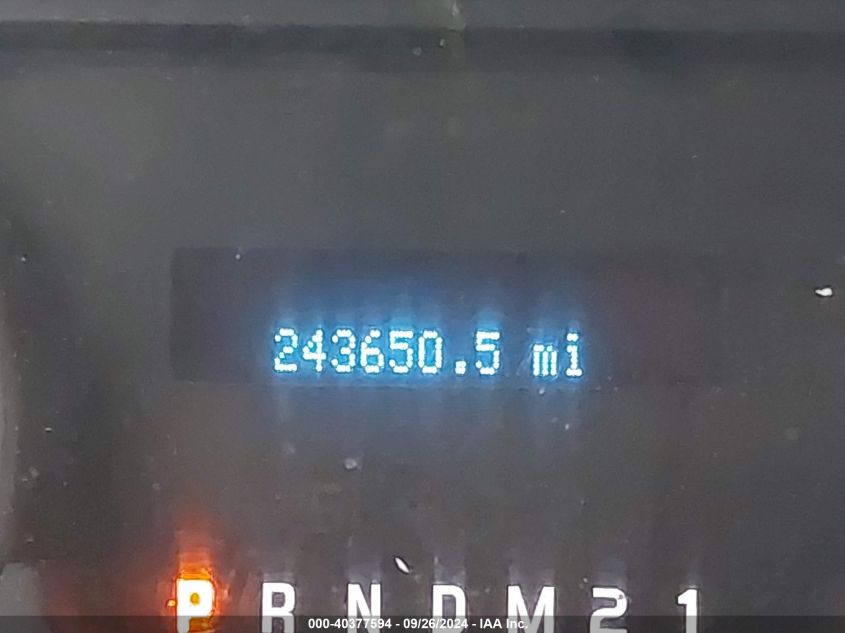 243650.5 mi
P R N D M 2 1
000-40377594 - 09/26/2024 - IAA Inc.